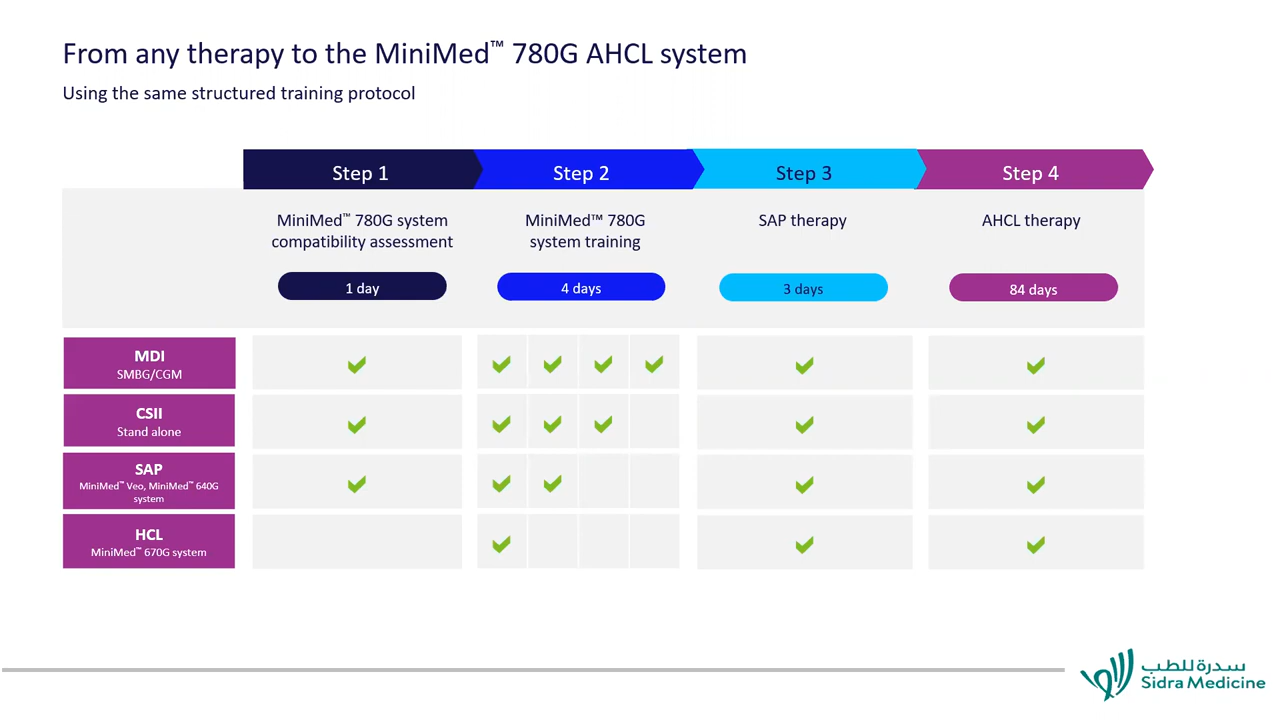 From any therapy to the MiniMed™ 780G AHCL system
Using the same structured training protocol
Step 1
Step 2
Step 3
Step 4
MiniMed™ 780G system
compatibility assessment
MiniMed™ 780G
system training
SAP therapy
AHCL therapy
1 day
4 days
3 days
84 days
MDI
SMBG/CGM
CSII
Stand alone
SAP
MiniMed™ Veo, MiniMed™ 640G
system
HCL
MiniMed™ 670G system
سدرة للطب
Sidra Medicine